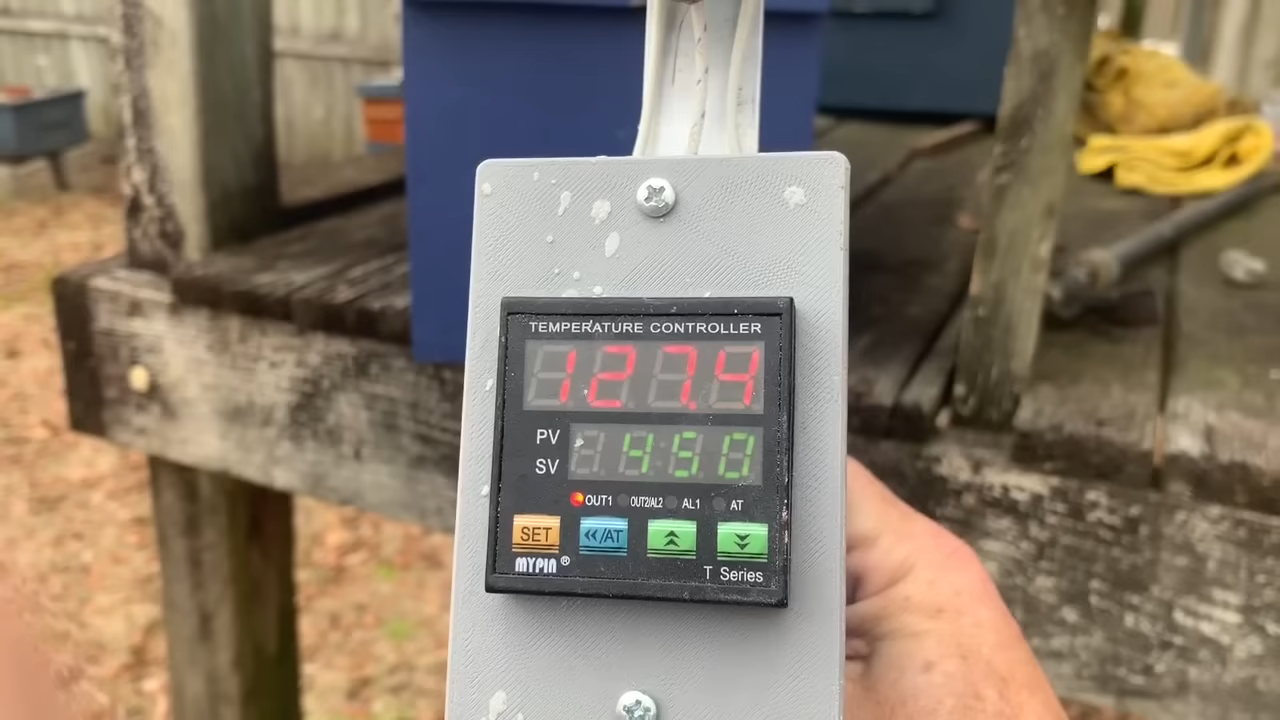 TEMPERATURE CONTROLLER
127.4
PV
450
SV
OUT1 OUT2/AL2 AL1 AT
SET «/AT
MYPIN®
T Series